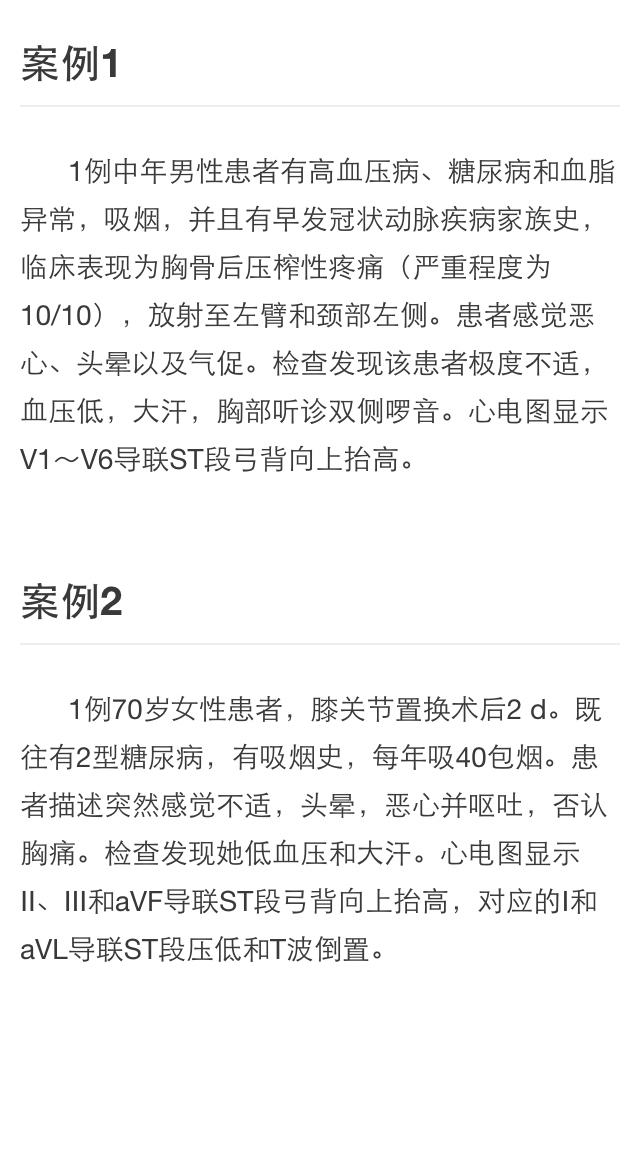 案例1
1例中年男性患者有高血压病、糖尿病和血脂
异常，吸烟，并且有早发冠状动脉疾病家族史，
临床表现为胸骨后压榨性疼痛（严重程度为
10/10），放射至左臂和颈部左侧。患者感觉恶
心、头晕以及气促。检查发现该患者极度不适，
血压低，大汗，胸部听诊双侧啰音。心电图显示
V1～V6导联ST段弓背向上抬高。
案例2
1例70岁女性患者，膝关节置换术后2 d。既
往有2型糖尿病，有吸烟史，每年吸40包烟。患
者描述突然感觉不适，头晕，恶心并呕吐，否认
胸痛。检查发现她低血压和大汗。心电图显示
II、III和aVF导联ST段弓背向上抬高，对应的I和
aVL导联ST段压低和T波倒置。